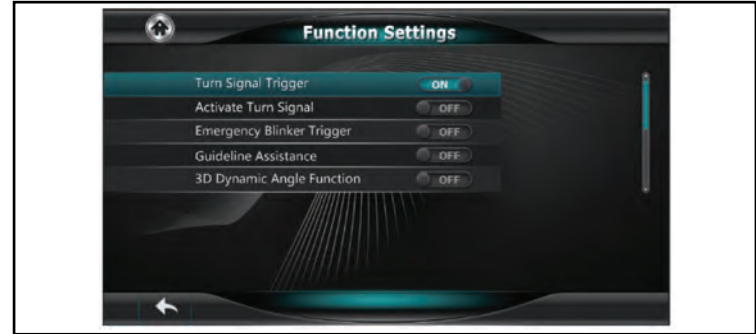 Function Settings
Turn Signal Trigger ON
Activate Turn Signal OFF
Emergency Blinker Trigger OFF
Guideline Assistance OFF
3D Dynamic Angle Function OFF